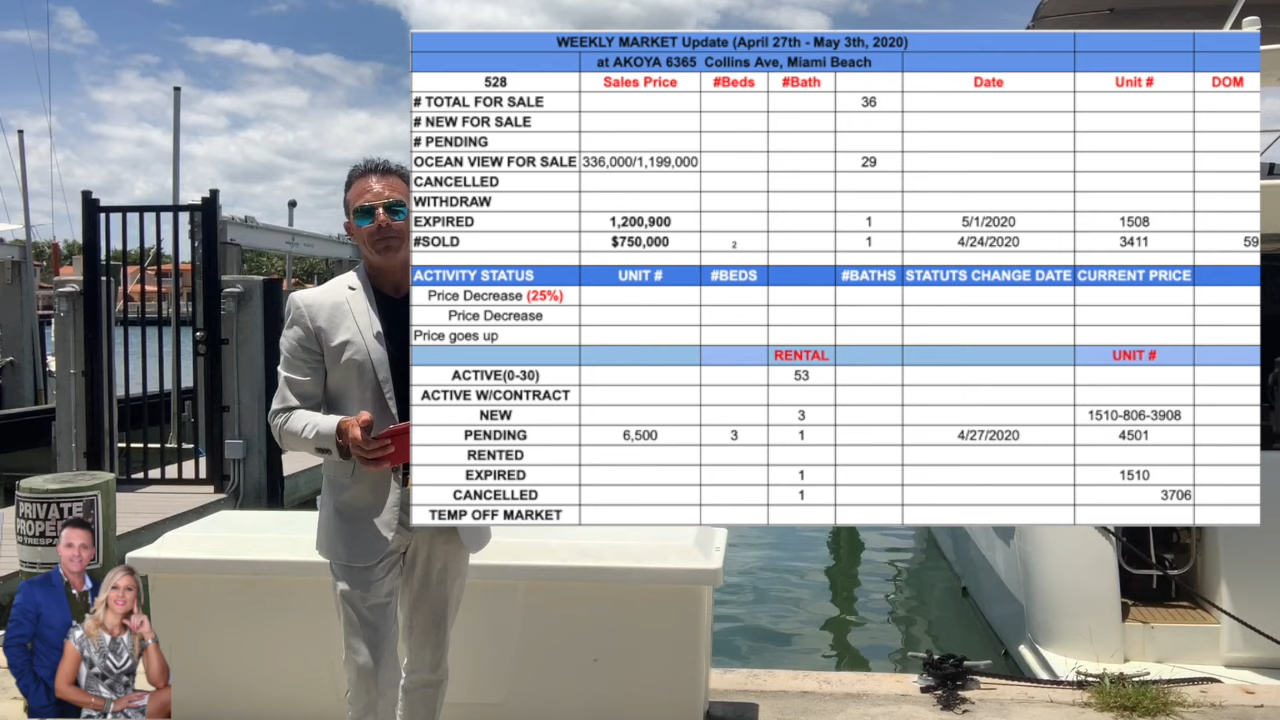 WEEKLY MARKET Update (April 27th - May 3th, 2020)
at AKOYA 6365 Collins Ave, Miami Beach
528 Sales Price #Beds #Bath Date Unit # DOM
# TOTAL FOR SALE 36
# NEW FOR SALE
# PENDING
OCEAN VIEW FOR SALE 336,000/1,199,000 29
CANCELLED
WITHDRAW
EXPIRED 1,200,900 1 5/1/2020 1508
#SOLD $750,000 2 1 4/24/2020 3411 59
ACTIVITY STATUS UNIT # #BEDS #BATHS STATUTS CHANGE DATE CURRENT PRICE
Price Decrease (25%)
Price Decrease
Price goes up
RENTAL UNIT #
ACTIVE(0-30) 53
ACTIVE W/CONTRACT
NEW 3 1510-806-3908
PENDING 6,500 3 1 4/27/2020 4501
RENTED
EXPIRED 1 1510
CANCELLED 1 3706
TEMP OFF MARKET
PRIVATE
PROPE
NO TRESPA